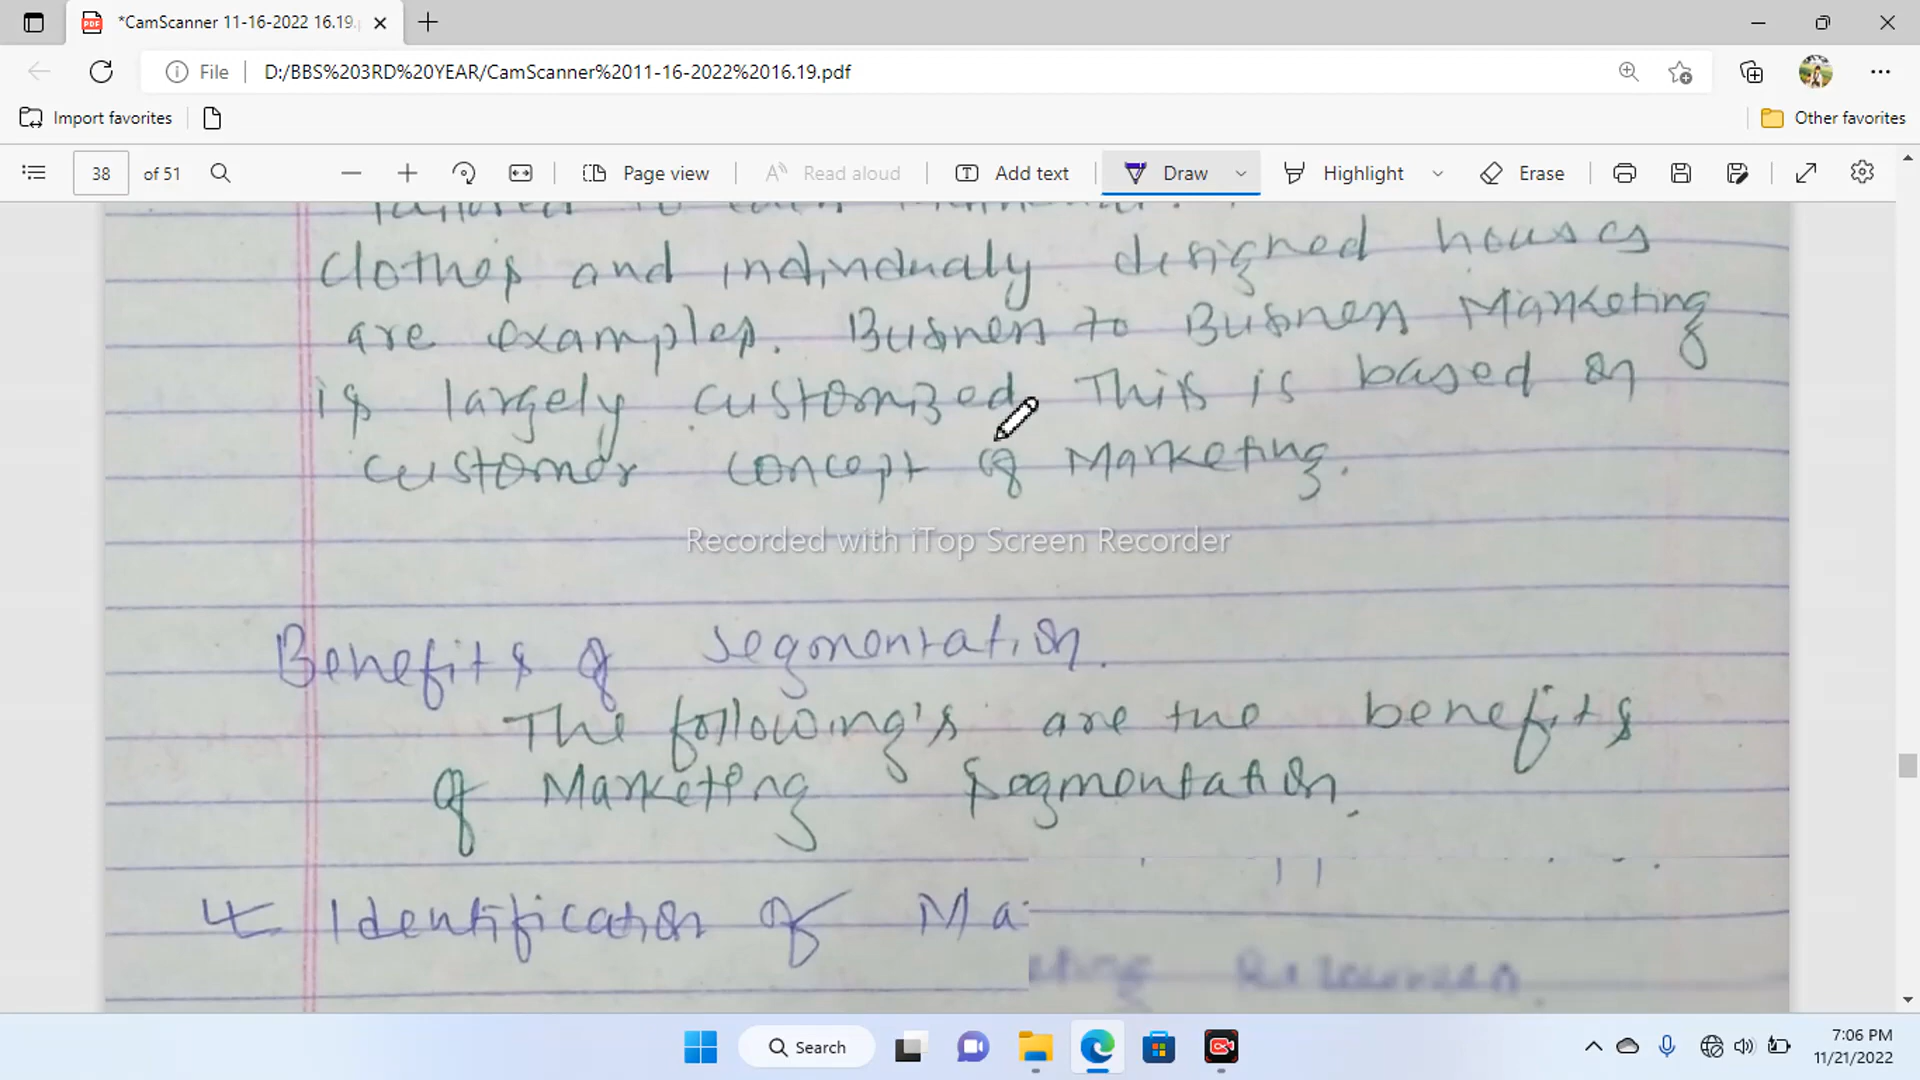 *CamScanner 11-16-2022 16.19.p
File
D:/BBS%203RD%20YEAR/CamScanner%2011-16-2022%2016.19.pdf
Import favorites
Other favorites
38 of 51
Page view
Read aloud
Add text
Draw
Highlight
Erase
tailored to each
clothes and individualy designed houses
are examples. Business to Business Marketing
is largely customized. This is based on
customer concept of Marketing.
Recorded with iTop Screen Recorder
Benefits of segmentation.
The following's are the benefits
of Marketing segmentation.
Identification of Ma
Search
7:06 PM
11/21/2022